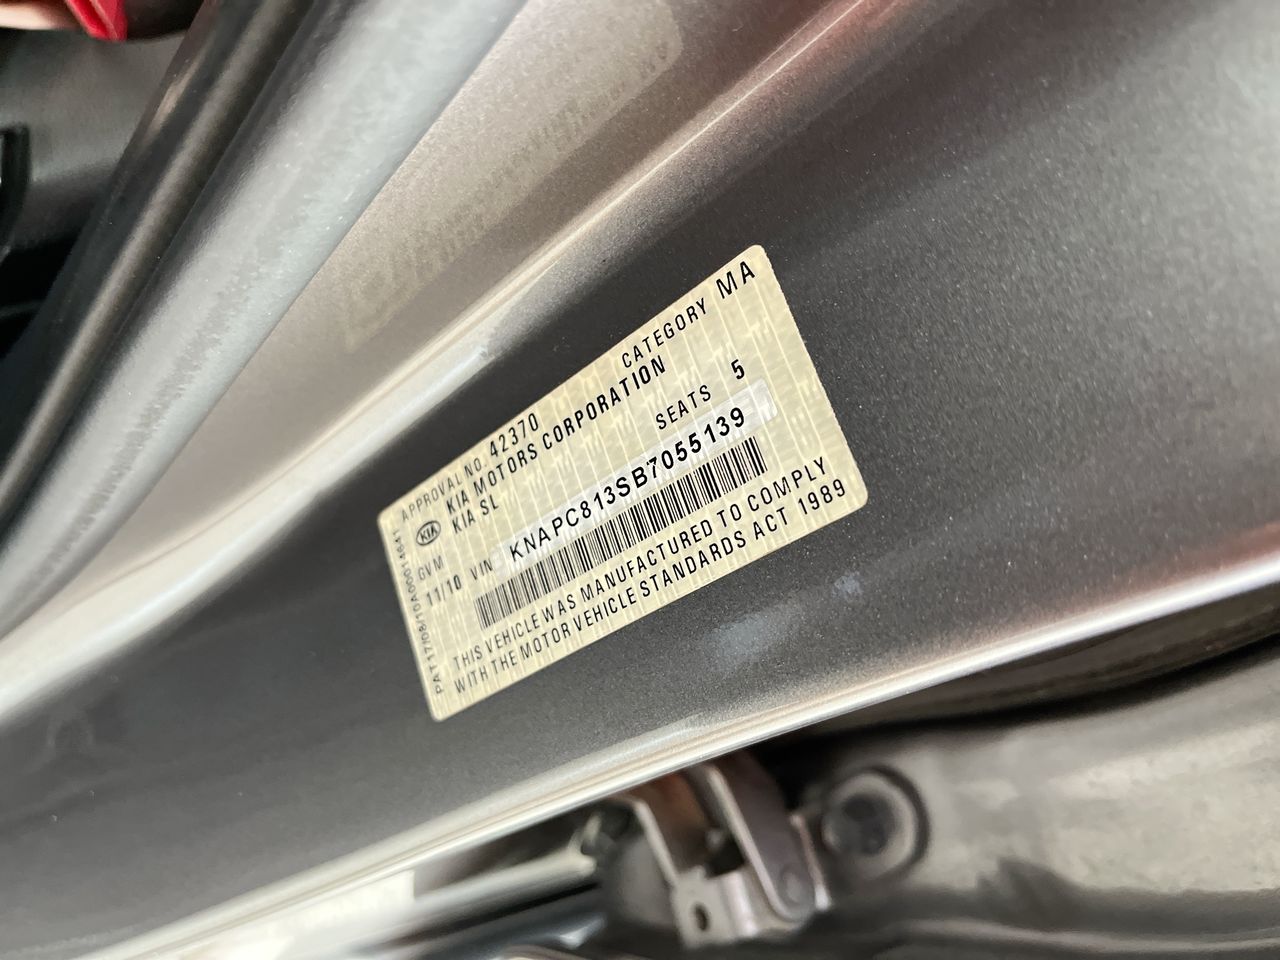 APPROVAL NO. 42370 CATEGORY MA
KIA KIA MOTORS CORPORATION
KIA SL SEATS 5
GVM
11/10 VIN KNAPC813SB7055139
THIS VEHICLE WAS MANUFACTURED TO COMPLY
WITH THE MOTOR VEHICLE STANDARDS ACT 1989